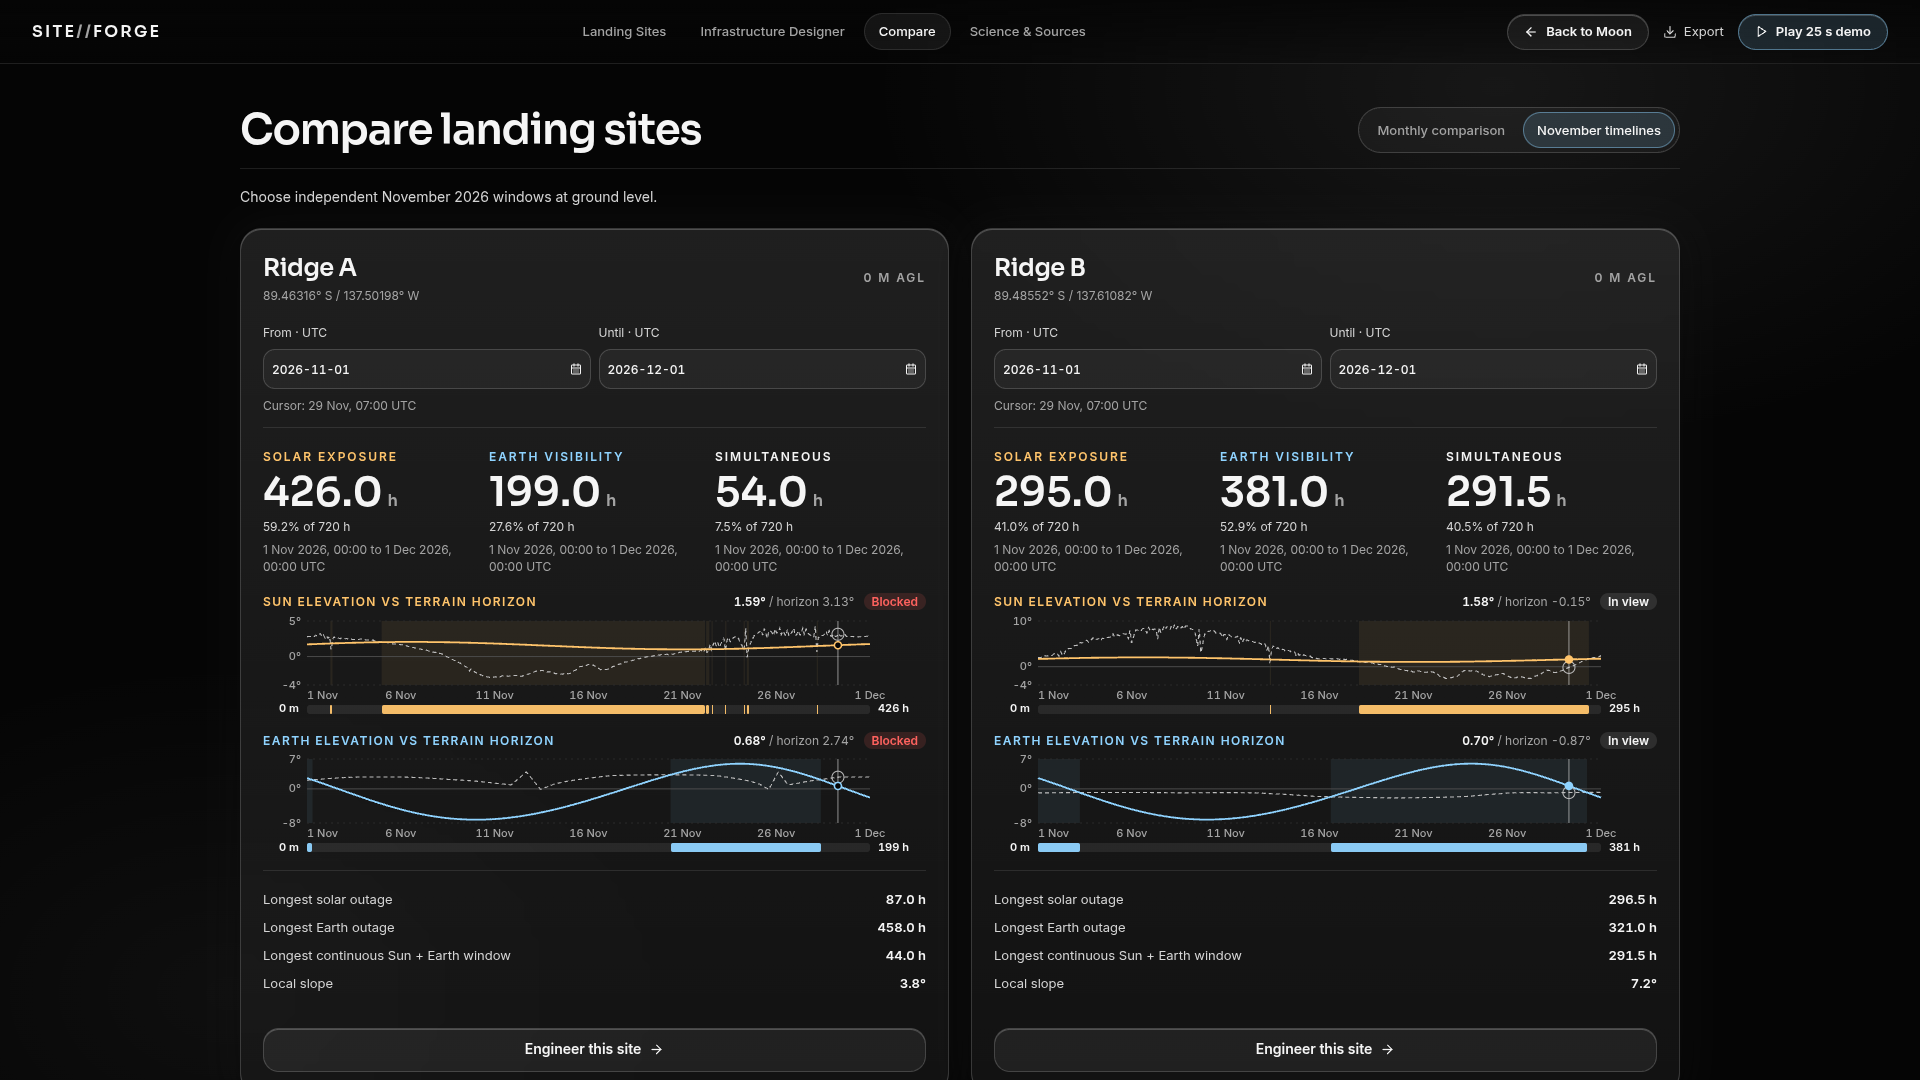 SITE//FORGE
Landing Sites
Infrastructure Designer
Compare
Science & Sources
Back to Moon
Export
Play 25 s demo
Compare landing sites
Monthly comparison
November timelines
Choose independent November 2026 windows at ground level.
Ridge A
89.46316° S / 137.50198° W
0 M AGL
From · UTC
Until · UTC
2026-11-01
2026-12-01
Cursor: 29 Nov, 07:00 UTC
SOLAR EXPOSURE
426.0 h
59.2% of 720 h
1 Nov 2026, 00:00 to 1 Dec 2026,
00:00 UTC
EARTH VISIBILITY
199.0 h
27.6% of 720 h
1 Nov 2026, 00:00 to 1 Dec 2026,
00:00 UTC
SIMULTANEOUS
54.0 h
7.5% of 720 h
1 Nov 2026, 00:00 to 1 Dec 2026,
00:00 UTC
SUN ELEVATION VS TERRAIN HORIZON
1.59° / horizon 3.13° Blocked
5°
0°
-4°
1 Nov 6 Nov 11 Nov 16 Nov 21 Nov 26 Nov 1 Dec
0 m 426 h
EARTH ELEVATION VS TERRAIN HORIZON
0.68° / horizon 2.74° Blocked
7°
0°
-8°
1 Nov 6 Nov 11 Nov 16 Nov 21 Nov 26 Nov 1 Dec
0 m 199 h
Longest solar outage 87.0 h
Longest Earth outage 458.0 h
Longest continuous Sun + Earth window 44.0 h
Local slope 3.8°
Engineer this site
Ridge B
89.48552° S / 137.61082° W
0 M AGL
From · UTC
Until · UTC
2026-11-01
2026-12-01
Cursor: 29 Nov, 07:00 UTC
SOLAR EXPOSURE
295.0 h
41.0% of 720 h
1 Nov 2026, 00:00 to 1 Dec 2026,
00:00 UTC
EARTH VISIBILITY
381.0 h
52.9% of 720 h
1 Nov 2026, 00:00 to 1 Dec 2026,
00:00 UTC
SIMULTANEOUS
291.5 h
40.5% of 720 h
1 Nov 2026, 00:00 to 1 Dec 2026,
00:00 UTC
SUN ELEVATION VS TERRAIN HORIZON
1.58° / horizon -0.15° In view
10°
0°
-4°
1 Nov 6 Nov 11 Nov 16 Nov 21 Nov 26 Nov 1 Dec
0 m 295 h
EARTH ELEVATION VS TERRAIN HORIZON
0.70° / horizon -0.87° In view
7°
0°
-8°
1 Nov 6 Nov 11 Nov 16 Nov 21 Nov 26 Nov 1 Dec
0 m 381 h
Longest solar outage 296.5 h
Longest Earth outage 321.0 h
Longest continuous Sun + Earth window 291.5 h
Local slope 7.2°
Engineer this site